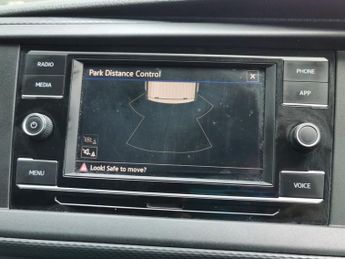 RADIO
PHONE
Park Distance Control
MEDIA
APP
Look! Safe to move?
MENU
VOICE